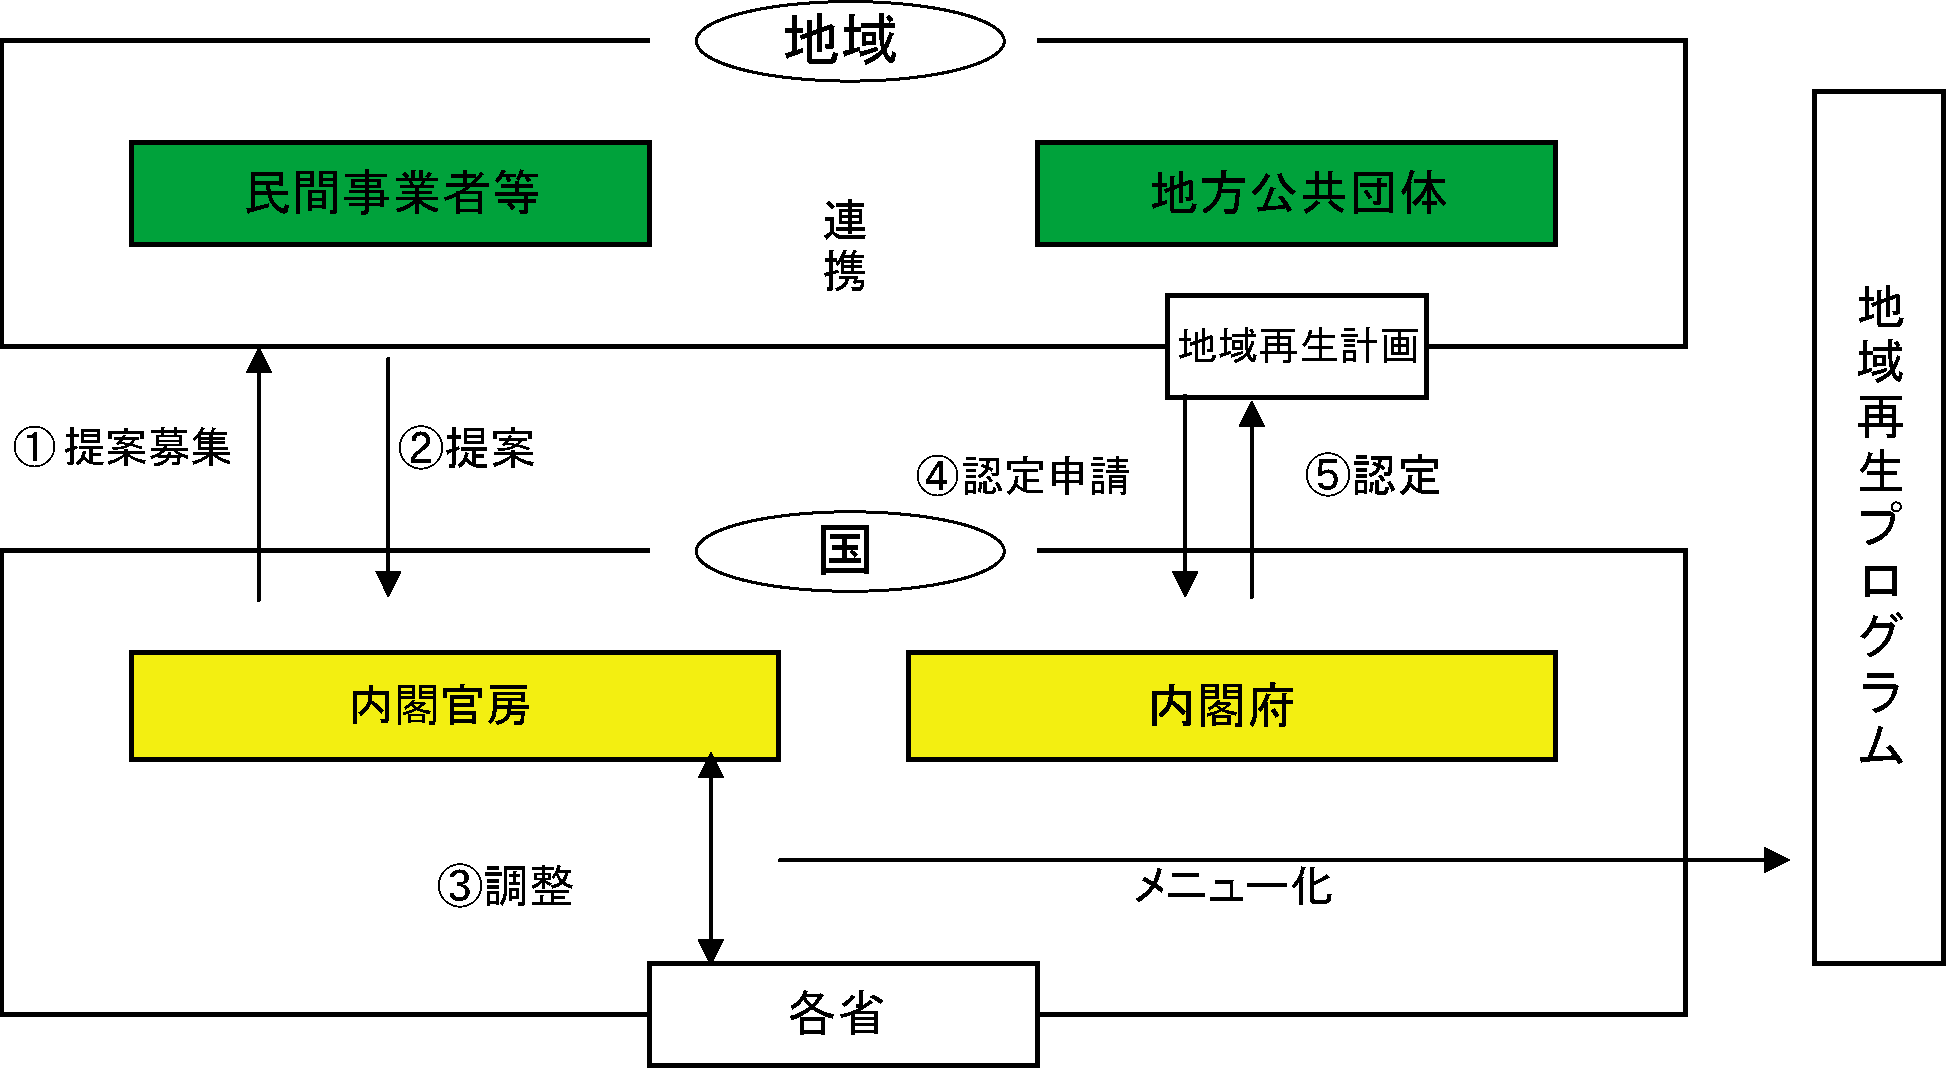 地域
民間事業者等
地方公共団体
連携
地域再生計画
①提案募集
②提案
④認定申請
⑤認定
国
内閣官房
内閣府
③調整
メニュー化
各省
地域再生プログラム